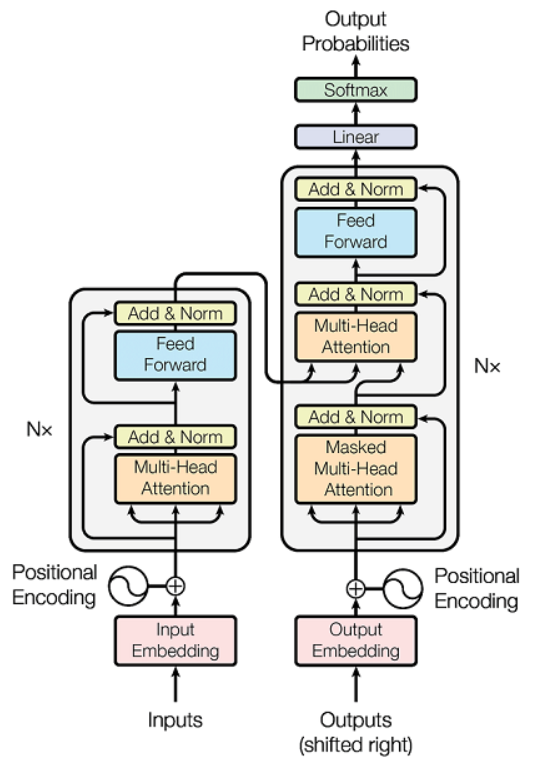 Output
Probabilities
Softmax
Linear
Add & Norm
Feed
Forward
Add & Norm
Multi-Head
Attention
Add & Norm
Masked
Multi-Head
Attention
N×
Add & Norm
Feed
Forward
Add & Norm
Multi-Head
Attention
N×
Positional
Encoding
Positional
Encoding
Input
Embedding
Output
Embedding
Inputs
Outputs
(shifted right)